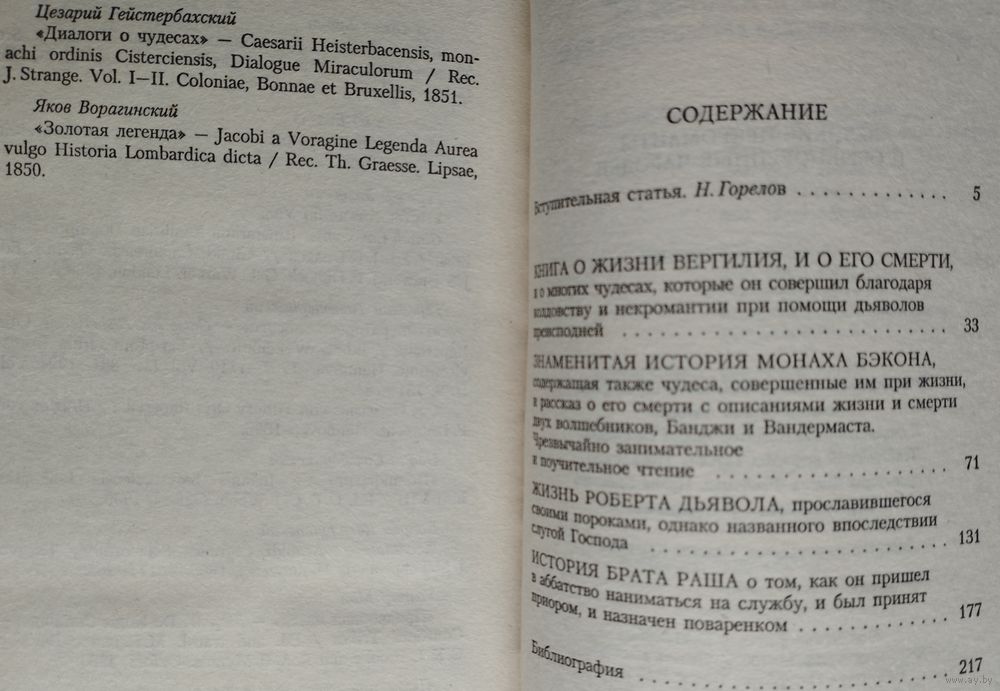 Цезарий Гейстербахский
«Диалоги о чудесах» — Caesarii Heisterbacensis, mon-
achi ordinis Cisterciensis, Dialogue Miraculorum / Rec.
J. Strange. Vol. I—II. Coloniae, Bonnae et Bruxellis, 1851.
Яков Ворагинский
«Золотая легенда» — Jacobi a Voragine Legenda Aurea
vulgo Historia Lombardica dicta / Rec. Th. Graesse. Lipsae,
1850.
СОДЕРЖАНИЕ
Вступительная статья. Н. Горелов . . . . . . . . . . . . . 5
КНИГА О ЖИЗНИ ВЕРГИЛИЯ, И О ЕГО СМЕРТИ,
и о многих чудесах, которые он совершил благодаря
колдовству и некромантии при помощи дьяволов
преисподней . . . . . . . . . . . . . . . . . . . . . . . . . . 33
ЗНАМЕНИТАЯ ИСТОРИЯ МОНАХА БЭКОНА,
содержащая также чудеса, совершенные им при жизни,
и рассказ о его смерти с описаниями жизни и смерти
двух волшебников, Банджи и Вандермаста.
Чрезвычайно занимательное
и поучительное чтение . . . . . . . . . . . . . . . . . . . 71
ЖИЗНЬ РОБЕРТА ДЬЯВОЛА, прославившегося
своими пороками, однако названного впоследствии
слугой Господа . . . . . . . . . . . . . . . . . . . . . . . . 131
ИСТОРИЯ БРАТА РАША о том, как он пришел
в аббатство наниматься на службу, и был принят
приором, и назначен поваренком . . . . . . . . . . . . . 177
Библиография . . . . . . . . . . . . . . . . . . . . . . . . . 217
www.ay.by